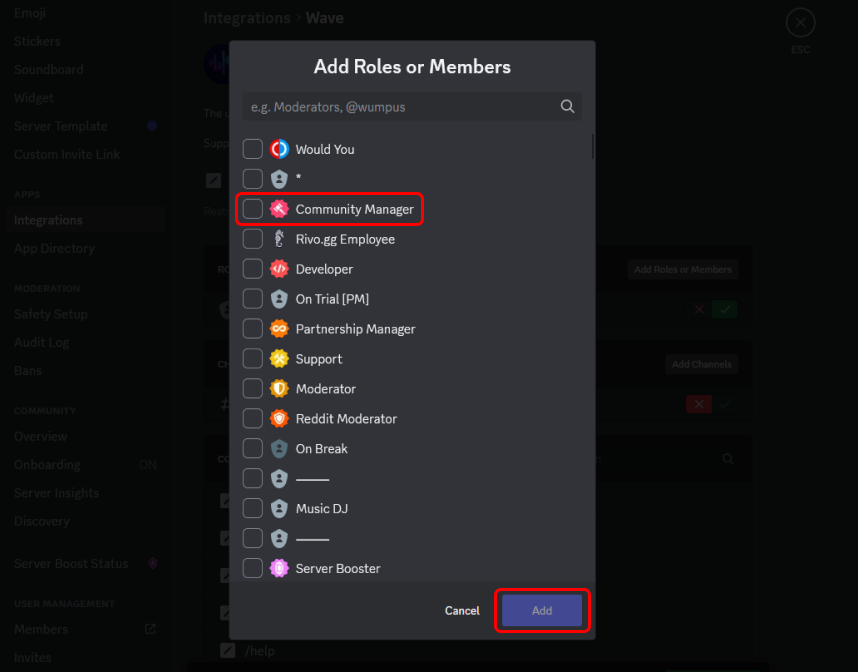 Emoji
Stickers
Soundboard
Widget
Server Template
Custom Invite Link
APPS
Integrations
App Directory
MODERATION
Safety Setup
Audit Log
Bans
COMMUNITY
Overview
Onboarding ON
Server Insights
Discovery
Server Boost Status
USER MANAGEMENT
Members
Invites
Integrations > Wave
ESC
The
Add Roles or Members
Add Channels
/help
Add Roles or Members
e.g. Moderators, @wumpus
Would You
*
Community Manager
Rivo.gg Employee
Developer
On Trial [PM]
Partnership Manager
Support
Moderator
Reddit Moderator
On Break
———
Music DJ
———
Server Booster
Cancel Add